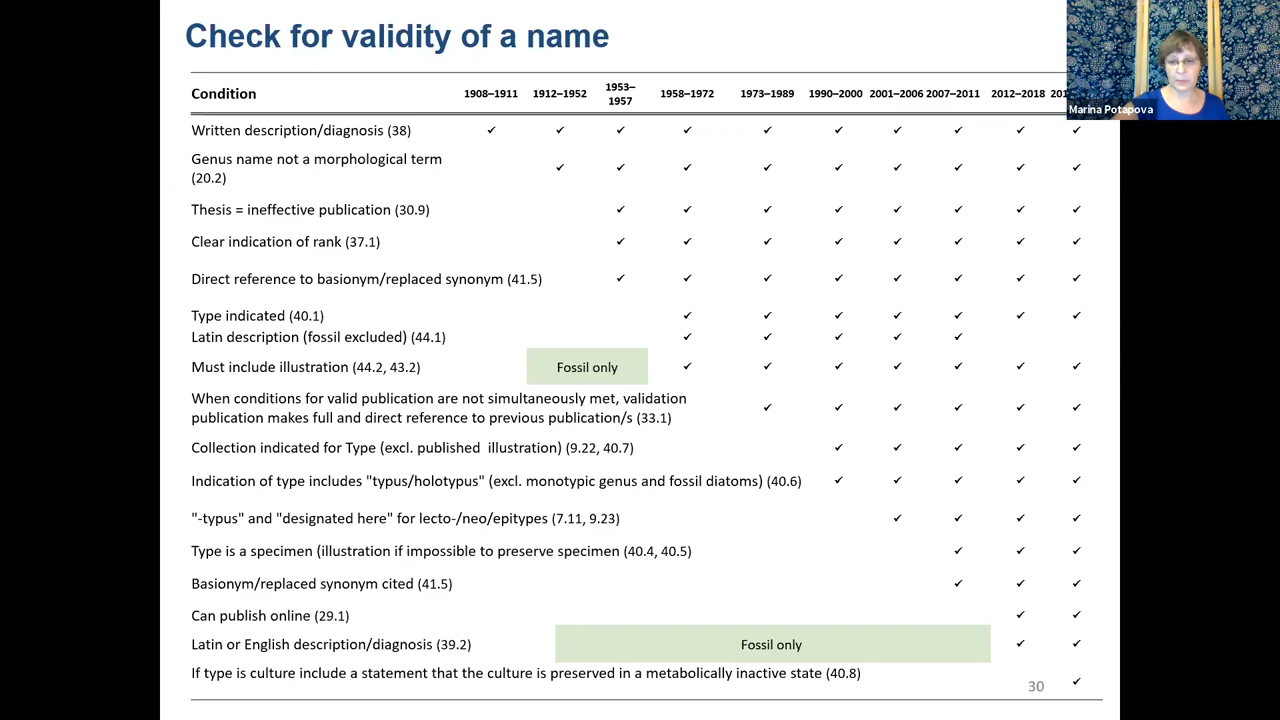 Check for validity of a name
Marina Potapova
Condition 1908–1911 1912–1952 1953–1957 1958–1972 1973–1989 1990–2000 2001–2006 2007–2011 2012–2018
Written description/diagnosis (38) ✓ ✓ ✓ ✓ ✓ ✓ ✓ ✓ ✓ ✓
Genus name not a morphological term
(20.2) ✓ ✓ ✓ ✓ ✓ ✓ ✓ ✓ ✓
Thesis = ineffective publication (30.9) ✓ ✓ ✓ ✓ ✓ ✓ ✓ ✓
Clear indication of rank (37.1) ✓ ✓ ✓ ✓ ✓ ✓ ✓ ✓
Direct reference to basionym/replaced synonym (41.5) ✓ ✓ ✓ ✓ ✓ ✓ ✓ ✓
Type indicated (40.1) ✓ ✓ ✓ ✓ ✓ ✓ ✓
Latin description (fossil excluded) (44.1) ✓ ✓ ✓ ✓ ✓
Must include illustration (44.2, 43.2) Fossil only ✓ ✓ ✓ ✓ ✓ ✓ ✓
When conditions for valid publication are not simultaneously met, validation
publication makes full and direct reference to previous publication/s (33.1) ✓ ✓ ✓ ✓ ✓ ✓
Collection indicated for Type (excl. published illustration) (9.22, 40.7) ✓ ✓ ✓ ✓ ✓
Indication of type includes "typus/holotypus" (excl. monotypic genus and fossil diatoms) (40.6) ✓ ✓ ✓ ✓ ✓
"-typus" and "designated here" for lecto-/neo/epitypes (7.11, 9.23) ✓ ✓ ✓ ✓
Type is a specimen (illustration if impossible to preserve specimen (40.4, 40.5) ✓ ✓ ✓
Basionym/replaced synonym cited (41.5) ✓ ✓ ✓
Can publish online (29.1) ✓ ✓
Latin or English description/diagnosis (39.2) Fossil only ✓ ✓
If type is culture include a statement that the culture is preserved in a metabolically inactive state (40.8) ✓
30